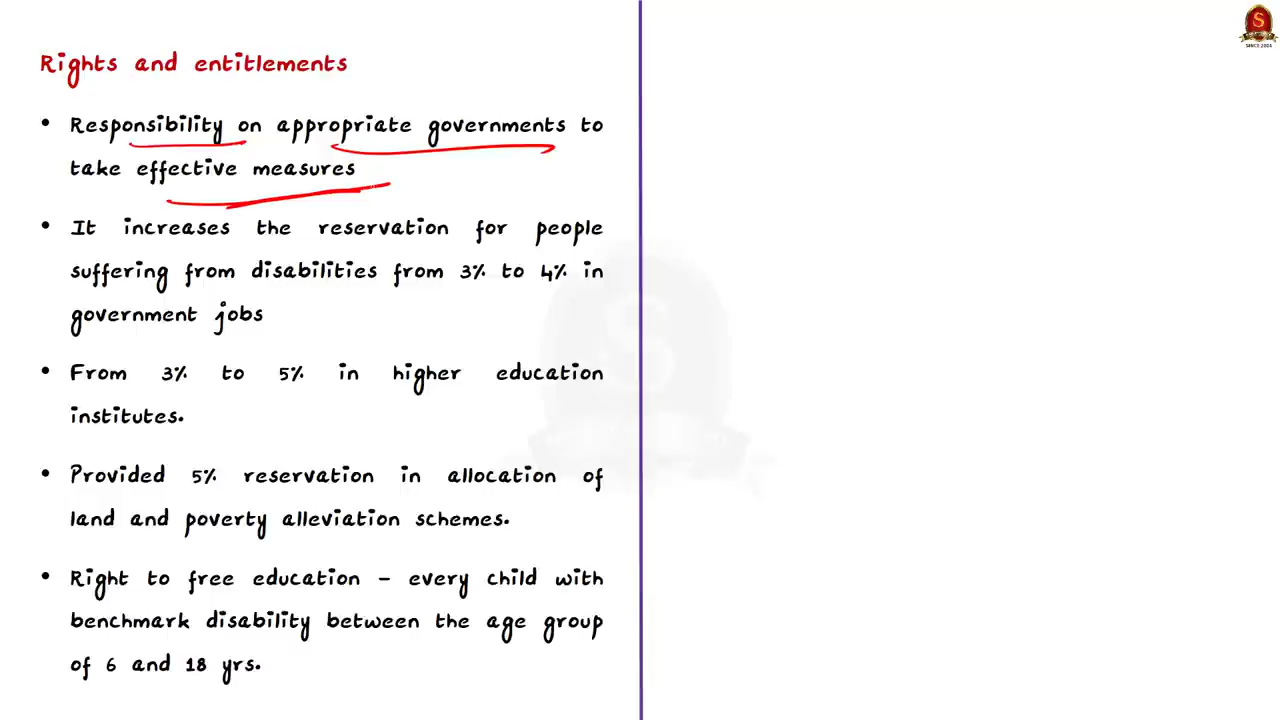 Rights and entitlements
• Responsibility on appropriate governments to
take effective measures
• It increases the reservation for people
suffering from disabilities from 3% to 4% in
government jobs
• From 3% to 5% in higher education
institutes.
• Provided 5% reservation in allocation of
land and poverty alleviation schemes.
• Right to free education - every child with
benchmark disability between the age group
of 6 and 18 yrs.
S
SINCE 2004